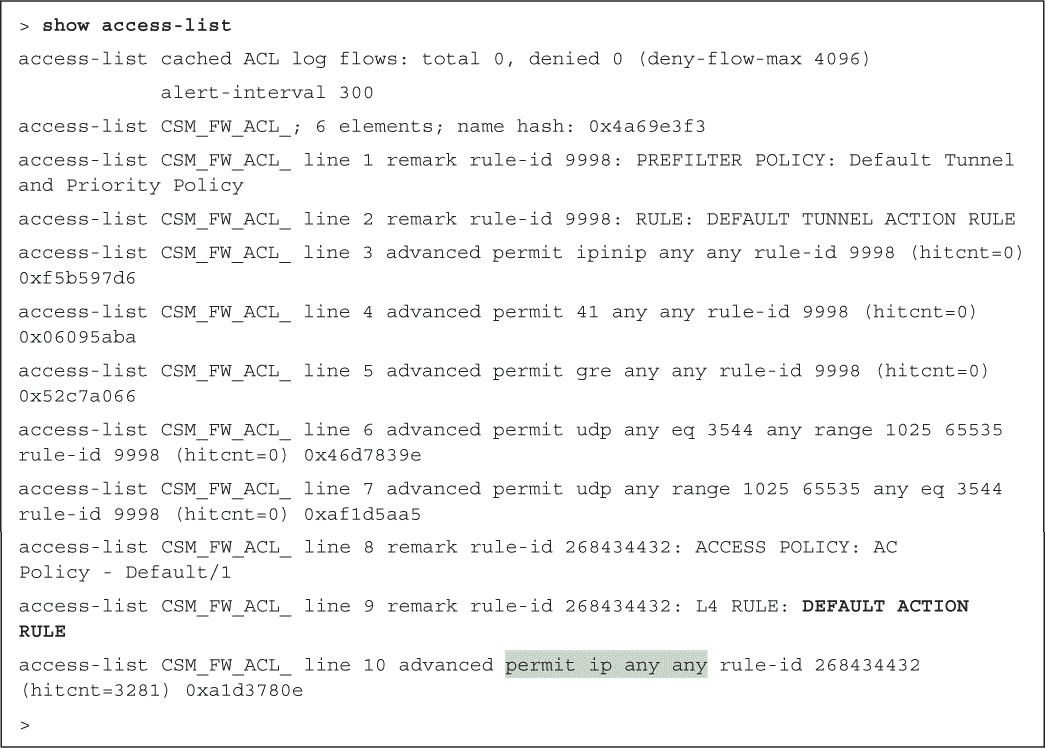 > show access-list
access-list cached ACL log flows: total 0, denied 0 (deny-flow-max 4096)
alert-interval 300
access-list CSM_FW_ACL_; 6 elements; name hash: 0x4a69e3f3
access-list CSM_FW_ACL_ line 1 remark rule-id 9998: PREFILTER POLICY: Default Tunnel
and Priority Policy
access-list CSM_FW_ACL_ line 2 remark rule-id 9998: RULE: DEFAULT TUNNEL ACTION RULE
access-list CSM_FW_ACL_ line 3 advanced permit ipinip any any rule-id 9998 (hitcnt=0)
0xf5b597d6
access-list CSM_FW_ACL_ line 4 advanced permit 41 any any rule-id 9998 (hitcnt=0)
0x06095aba
access-list CSM_FW_ACL_ line 5 advanced permit gre any any rule-id 9998 (hitcnt=0)
0x52c7a066
access-list CSM_FW_ACL_ line 6 advanced permit udp any eq 3544 any range 1025 65535
rule-id 9998 (hitcnt=0) 0x46d7839e
access-list CSM_FW_ACL_ line 7 advanced permit udp any range 1025 65535 any eq 3544
rule-id 9998 (hitcnt=0) 0xaf1d5aa5
access-list CSM_FW_ACL_ line 8 remark rule-id 268434432: ACCESS POLICY: AC
Policy - Default/1
access-list CSM_FW_ACL_ line 9 remark rule-id 268434432: L4 RULE: DEFAULT ACTION
RULE
access-list CSM_FW_ACL_ line 10 advanced permit ip any any rule-id 268434432
(hitcnt=3281) 0xa1d3780e
>